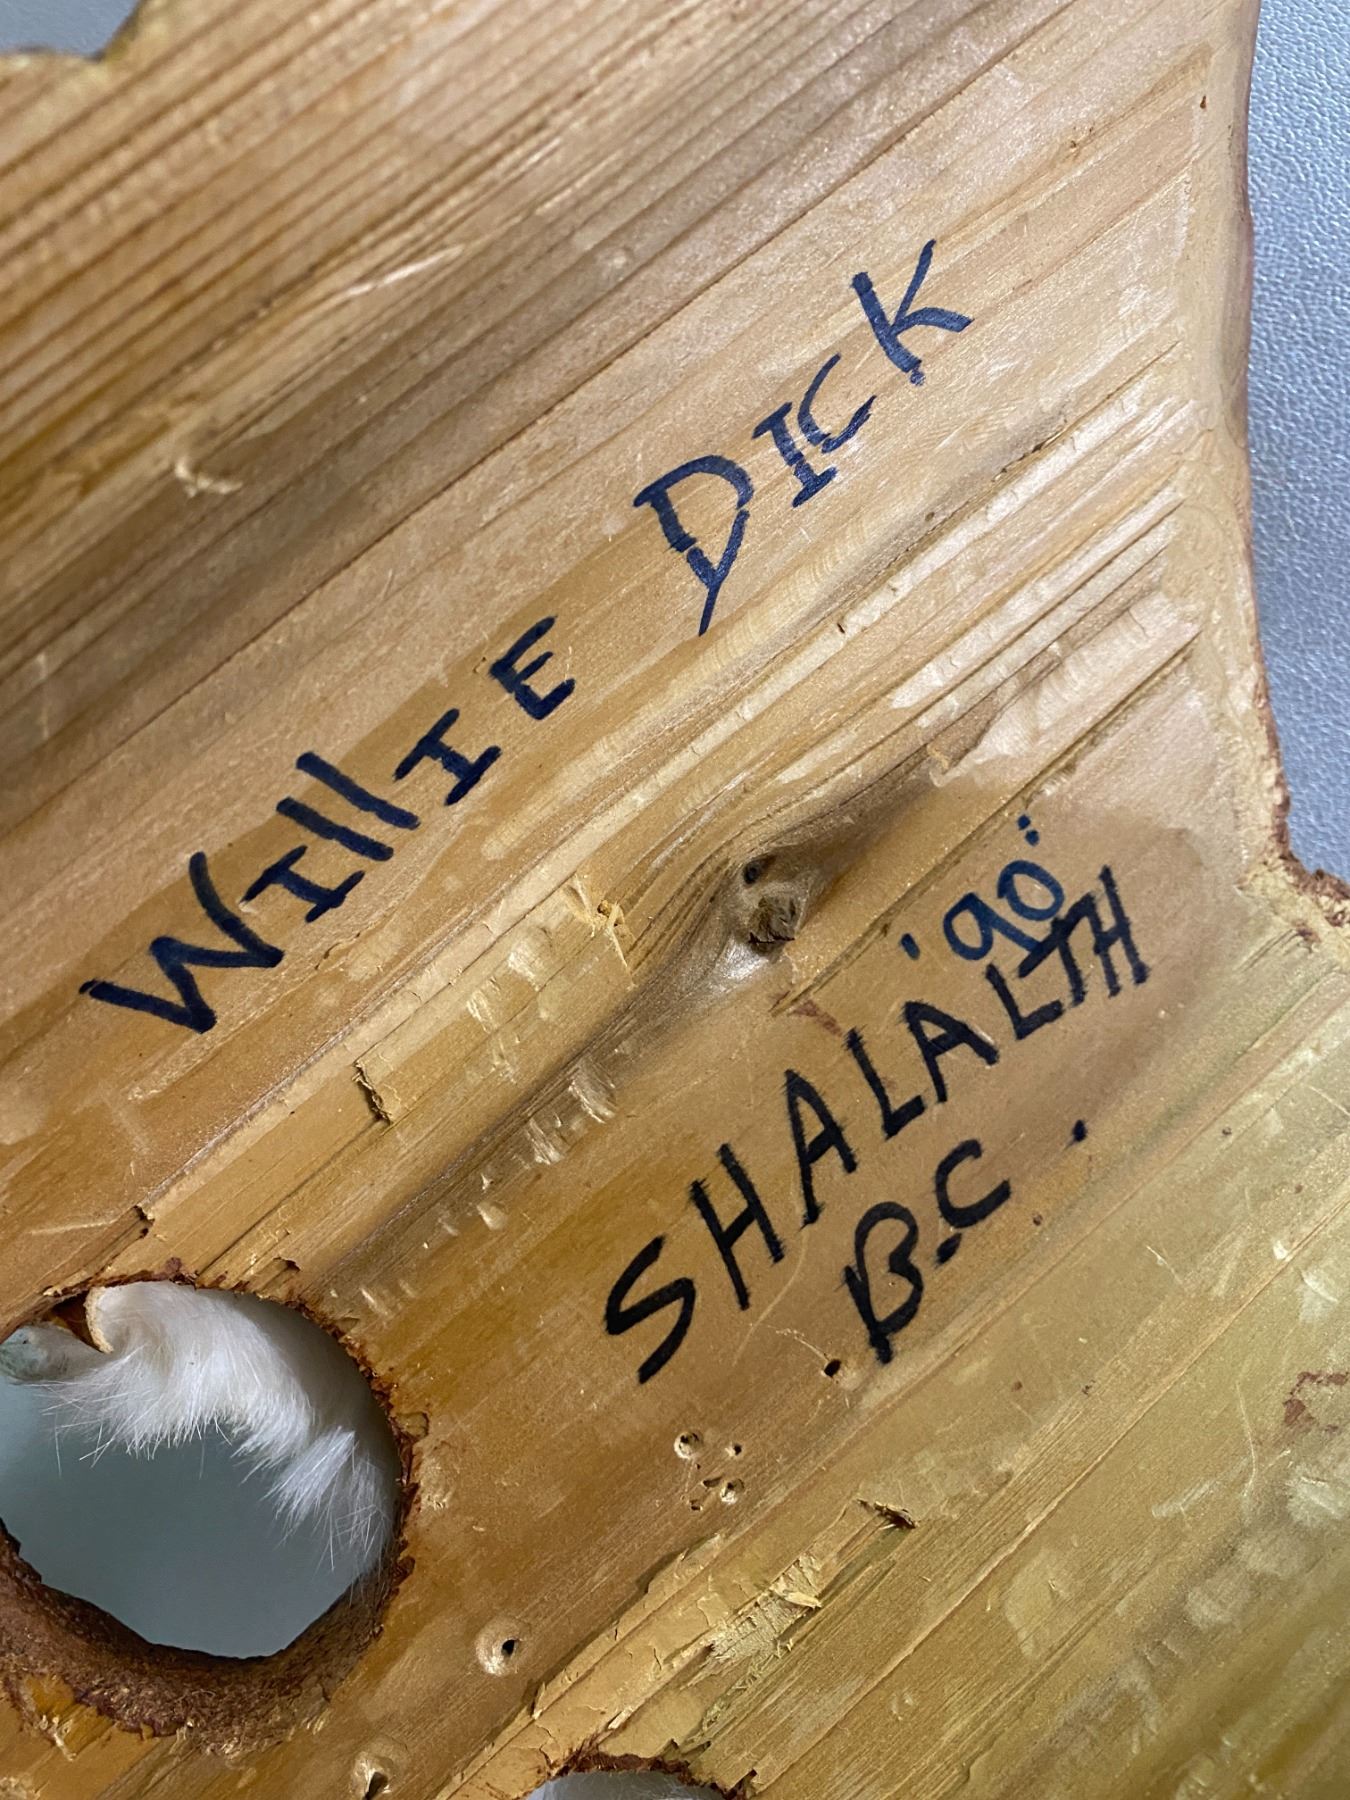 WIllIE DICK
'90"
SHALALTH
B.C.